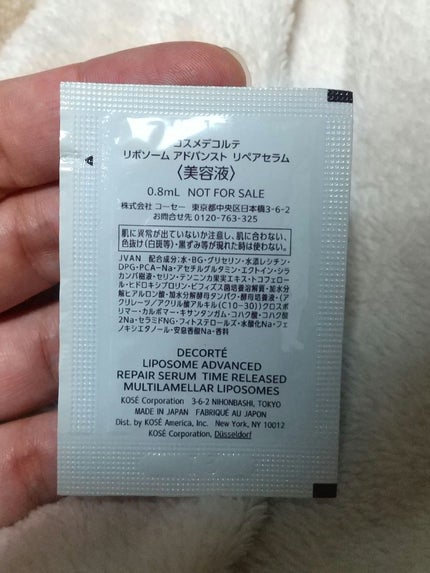 コスメデコルテ
リポソーム アドバンスト リペアセラム
〈美容液〉
0.8mL NOT FOR SALE
株式会社 コーセー 東京都中央区日本橋3-6-2
お問合せ先 0120-763-325
肌に異常が出ていないか注意し、肌に合わない、
色抜け(白斑等)・黒ずみ等が現れた時は使わない。
JVAN 配合成分:水・BG・グリセリン・水添レシチン・
DPG・PCA-Na・アセチルグルタミン・エクトイン・シラ
カンバ樹液・セリン・テンニンカ果実エキス・トコフェロー
ル・ヒドロキシプロリン・ビフィズス菌培養溶解質・加水分
解ヒアルロン酸・加水分解酵母タンパク・酵母培養液・(ア
クリレーツ/アクリル酸アルキル(C10-30))クロスポ
リマー・カルボマー・キサンタンガム・コハク酸・コハク酸
2Na・セラミドNG・フィトステロールズ・水酸化Na・フェ
ノキシエタノール・安息香酸Na・香料
DECORTÉ
LIPOSOME ADVANCED
REPAIR SERUM TIME RELEASED
MULTILAMELLAR LIPOSOMES
KOSÉ Corporation 3-6-2 NIHONBASHI, TOKYO
MADE IN JAPAN FABRIQUÉ AU JAPON
Dist. by KOSÉ America, Inc. New York, NY 10012
KOSÉ Corporation, Düsseldorf